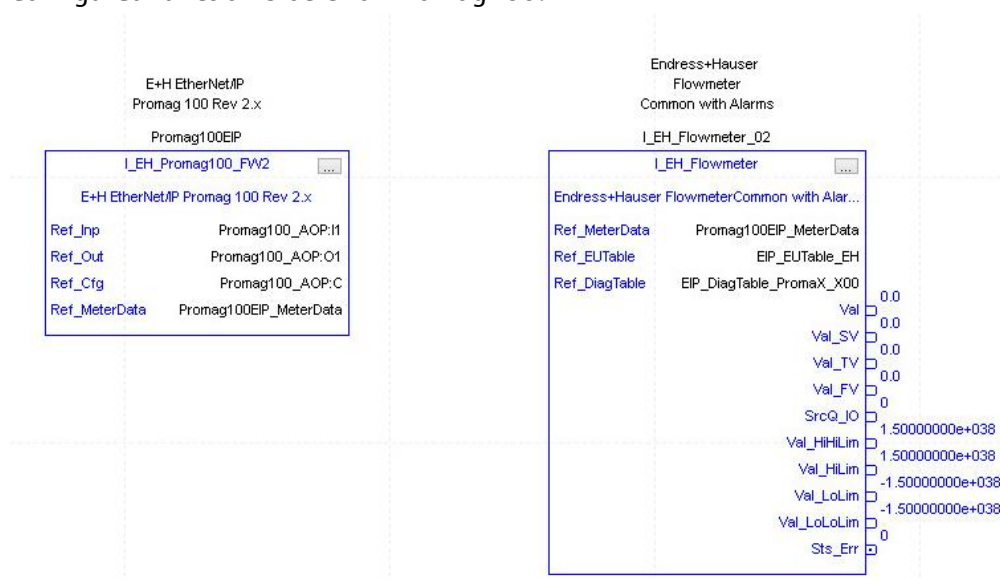 E+H EtherNet/IP
Promag 100 Rev 2.x
Promag100EIP
I_EH_Promag100_FW2
...
E+H EtherNet/IP Promag 100 Rev 2.x
Ref_Inp Promag100_AOP:I1
Ref_Out Promag100_AOP:O1
Ref_Cfg Promag100_AOP:C
Ref_MeterData Promag100EIP_MeterData
Endress+Hauser
Flowmeter
Common with Alarms
I_EH_Flowmeter_02
I_EH_Flowmeter
...
Endress+Hauser FlowmeterCommon with Alar...
Ref_MeterData Promag100EIP_MeterData
Ref_EUTable EIP_EUTable_EH
Ref_DiagTable EIP_DiagTable_PromaX_X00
0.0
Val
0.0
Val_SV
0.0
Val_TV
0.0
Val_FV
0
SrcQ_IO
1.50000000e+038
Val_HiHiLim
1.50000000e+038
Val_HiLim
-1.50000000e+038
Val_LoLim
-1.50000000e+038
Val_LoLoLim
0
Sts_Err